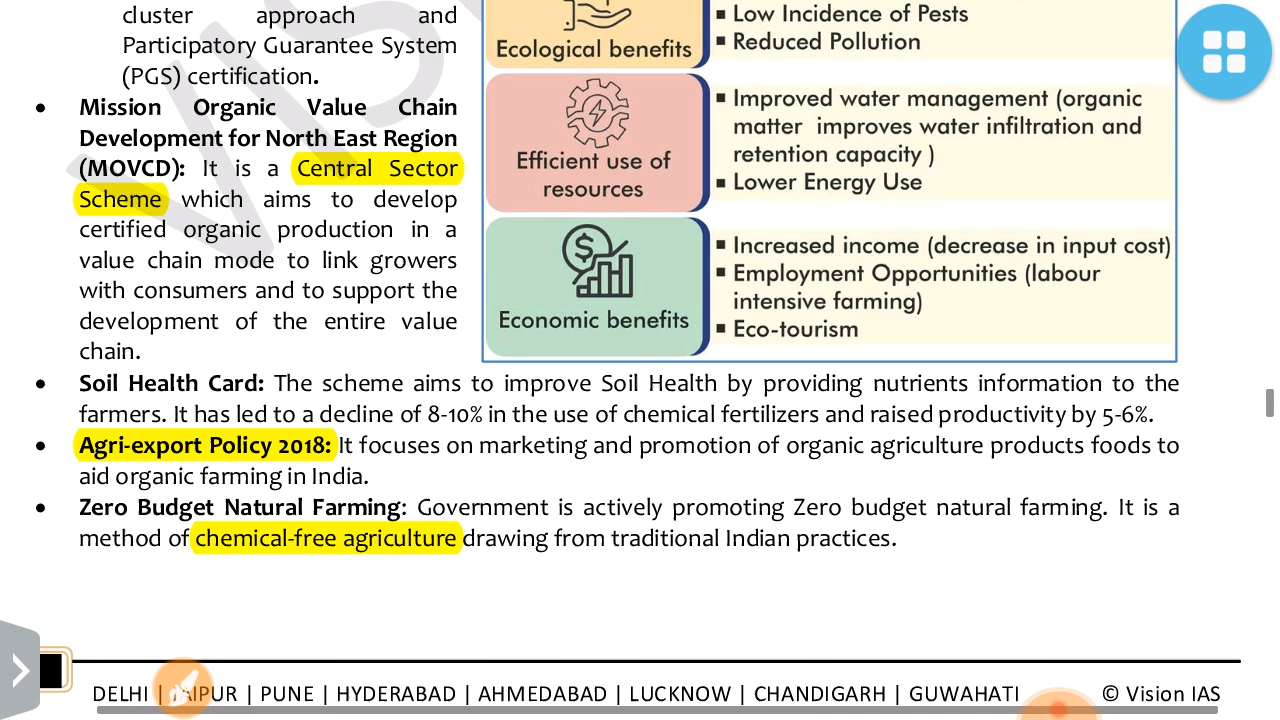 cluster approach and
Participatory Guarantee System
(PGS) certification.
• Mission Organic Value Chain
Development for North East Region
(MOVCD): It is a Central Sector
Scheme which aims to develop
certified organic production in a
value chain mode to link growers
with consumers and to support the
development of the entire value
chain.
Ecological benefits
▪ Low Incidence of Pests
▪ Reduced Pollution
Efficient use of
resources
▪ Improved water management (organic
matter improves water infiltration and
retention capacity )
▪ Lower Energy Use
Economic benefits
▪ Increased income (decrease in input cost)
▪ Employment Opportunities (labour
intensive farming)
▪ Eco-tourism
• Soil Health Card: The scheme aims to improve Soil Health by providing nutrients information to the
farmers. It has led to a decline of 8-10% in the use of chemical fertilizers and raised productivity by 5-6%.
• Agri-export Policy 2018: It focuses on marketing and promotion of organic agriculture products foods to
aid organic farming in India.
• Zero Budget Natural Farming: Government is actively promoting Zero budget natural farming. It is a
method of chemical-free agriculture drawing from traditional Indian practices.
DELHI | JAIPUR | PUNE | HYDERABAD | AHMEDABAD | LUCKNOW | CHANDIGARH | GUWAHATI © Vision IAS